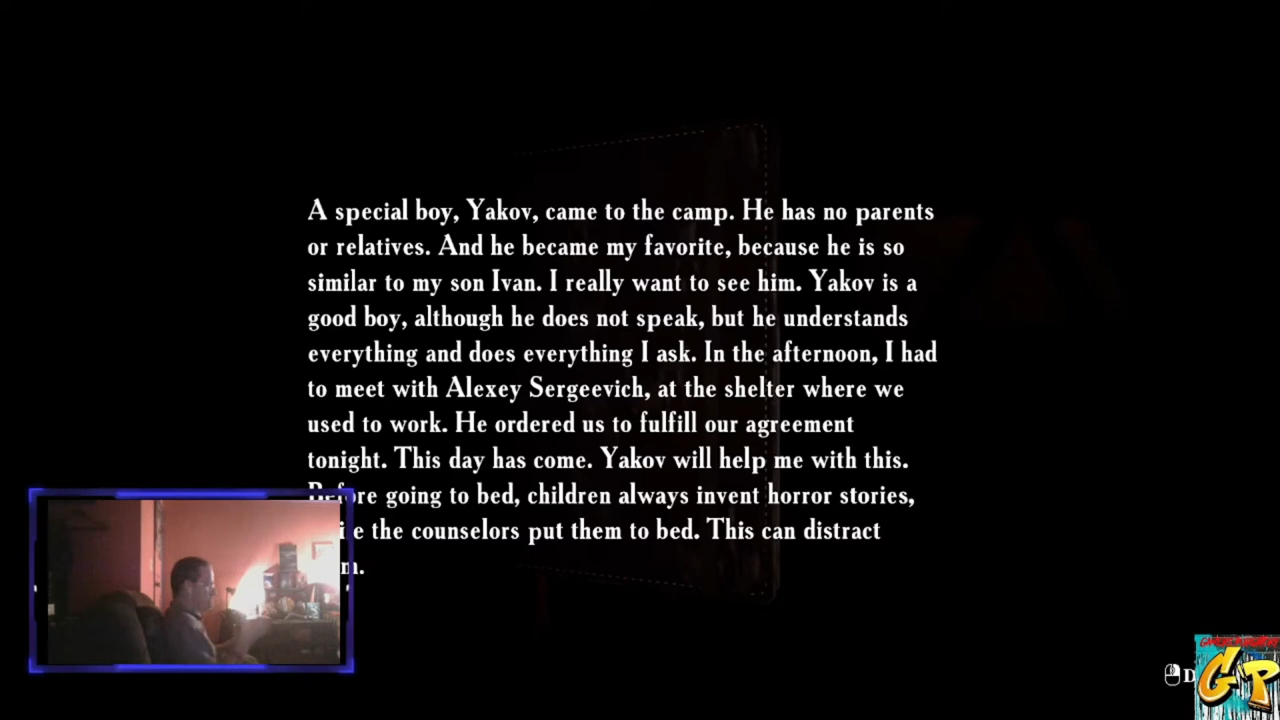 A special boy, Yakov, came to the camp. He has no parents
or relatives. And he became my favorite, because he is so
similar to my son Ivan. I really want to see him. Yakov is a
good boy, although he does not speak, but he understands
everything and does everything I ask. In the afternoon, I had
to meet with Alexey Sergeevich, at the shelter where we
used to work. He ordered us to fulfill our agreement
tonight. This day has come. Yakov will help me with this.
Before going to bed, children always invent horror stories,
the counselors put them to bed. This can distract
GP